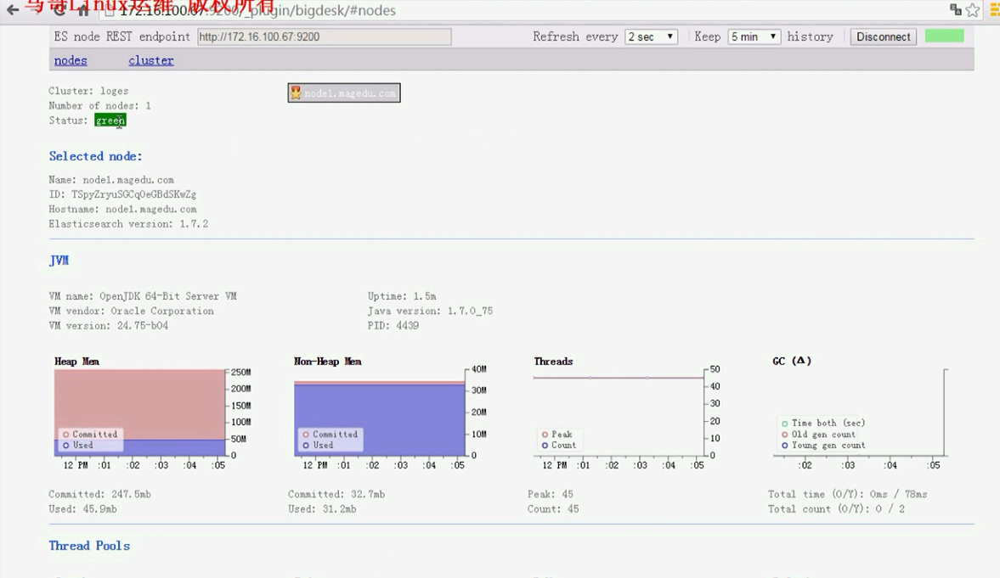 马哥Linux运维 版权所有
172.16.100.67:9200/_plugin/bigdesk/#nodes
ES node REST endpoint http://172.16.100.67:9200 Refresh every 2 sec Keep 5 min history Disconnect
nodes cluster
Cluster: loges
node1.magedu.com
Number of nodes: 1
Status: green
Selected node:
Name: node1.magedu.com
ID: TSpyZryuSGCqOeGBdSKwZg
Hostname: node1.magedu.com
Elasticsearch version: 1.7.2
JVM
VM name: OpenJDK 64-Bit Server VM
VM vendor: Oracle Corporation
VM version: 24.75-b04
Uptime: 1.5m
Java version: 1.7.0_75
PID: 4439
Heap Mem
250M
200M
150M
100M
50M
0
Committed
Used
12 PM :01 :02 :03 :04 :05
Committed: 247.5mb
Used: 45.9mb
Non-Heap Mem
40M
30M
20M
10M
0
Committed
Used
12 PM :01 :02 :03 :04 :05
Committed: 32.7mb
Used: 31.2mb
Threads
50
40
30
20
10
0
Peak
Count
12 PM :01 :02 :03 :04 :05
Peak: 45
Count: 45
GC (Δ)
Time both (sec)
Old gen count
Young gen count
:02 :03 :04 :05
Total time (O/Y): 0ms / 78ms
Total count (O/Y): 0 / 2
Thread Pools